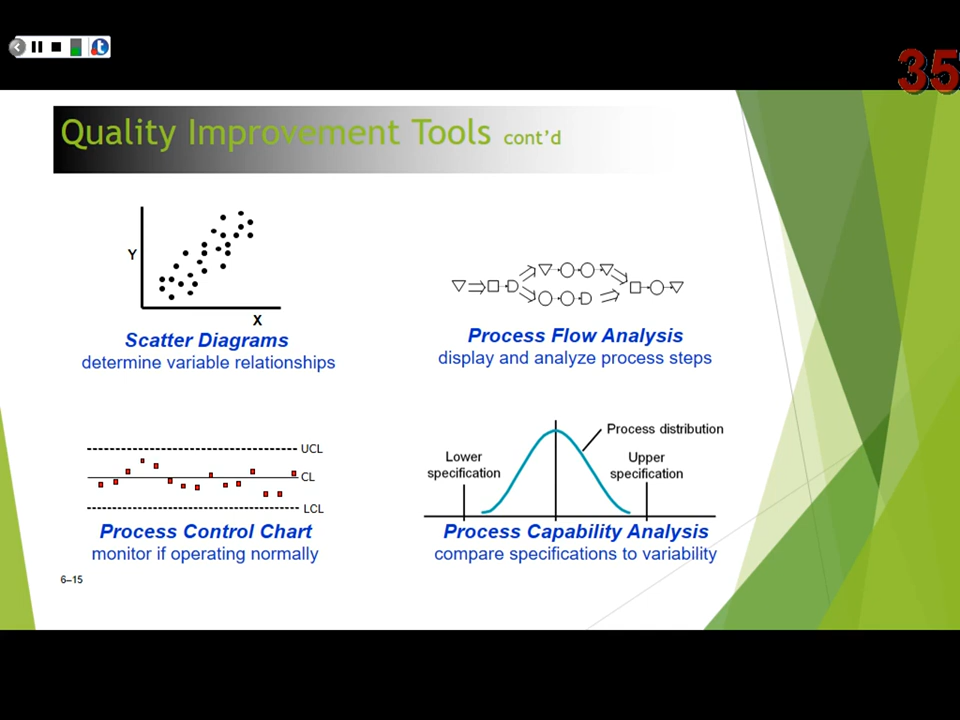 35
Quality Improvement Tools cont'd
Y
X
Scatter Diagrams
determine variable relationships
Process Flow Analysis
display and analyze process steps
UCL
CL
LCL
Process Control Chart
monitor if operating normally
Process distribution
Lower
specification
Upper
specification
Process Capability Analysis
compare specifications to variability
6–15